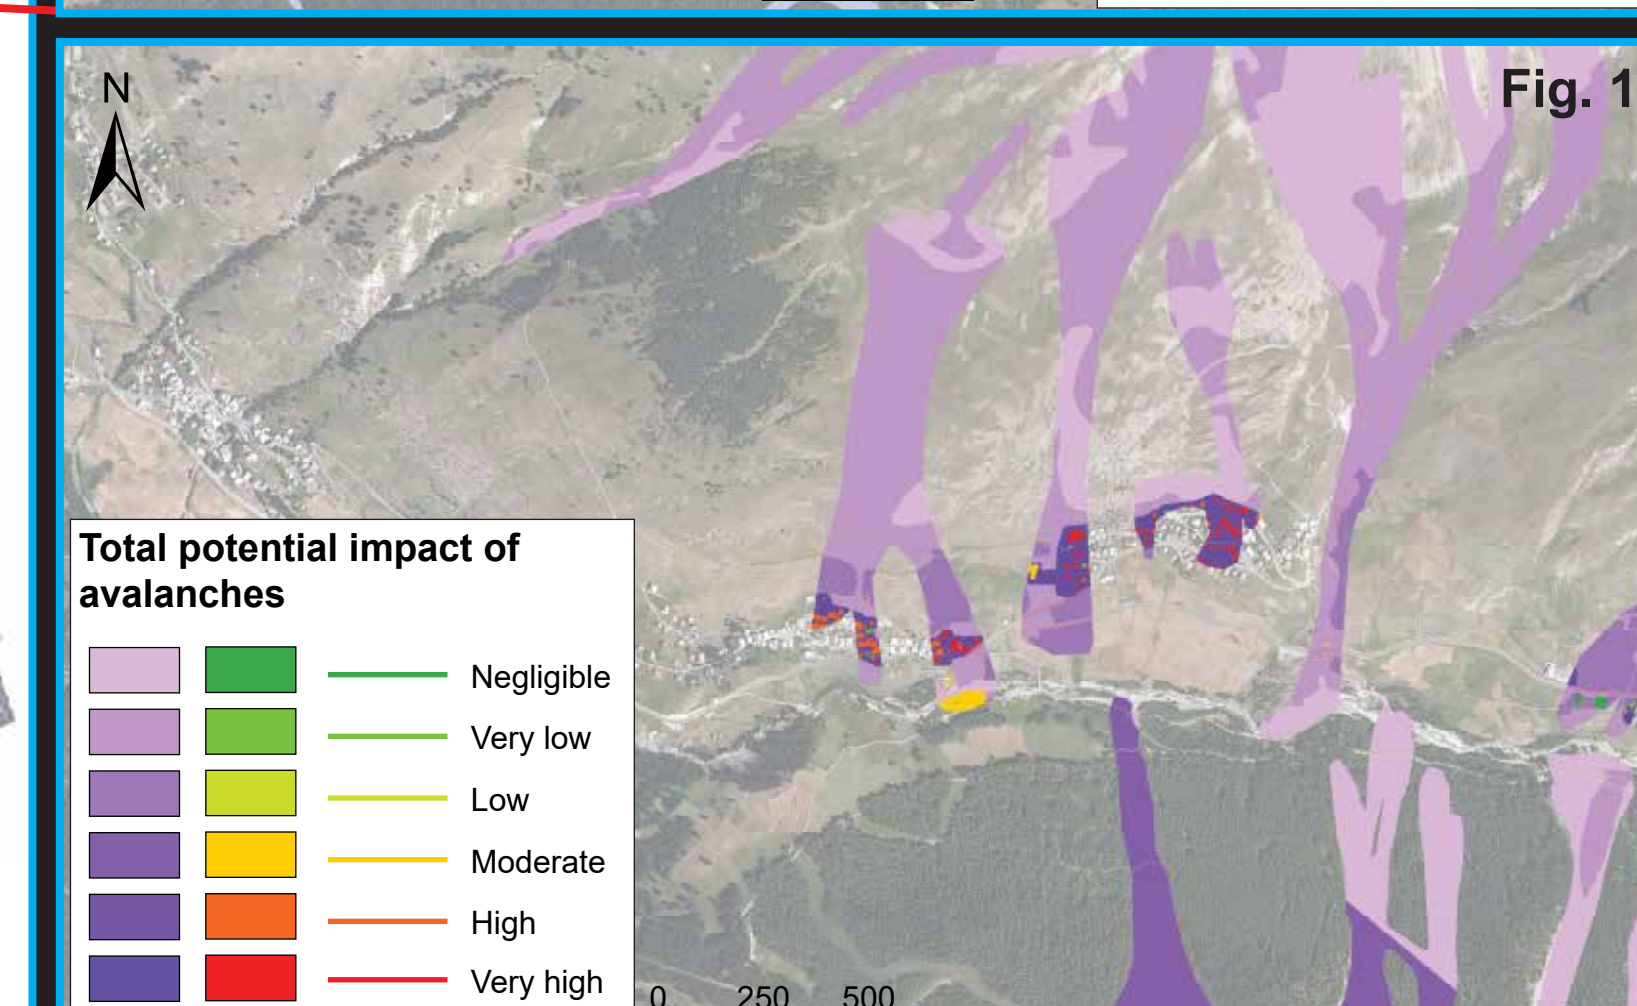 N
Fig. 1
Total potential impact of
avalanches
Negligible
Very low
Low
Moderate
High
Very high
0 250 500